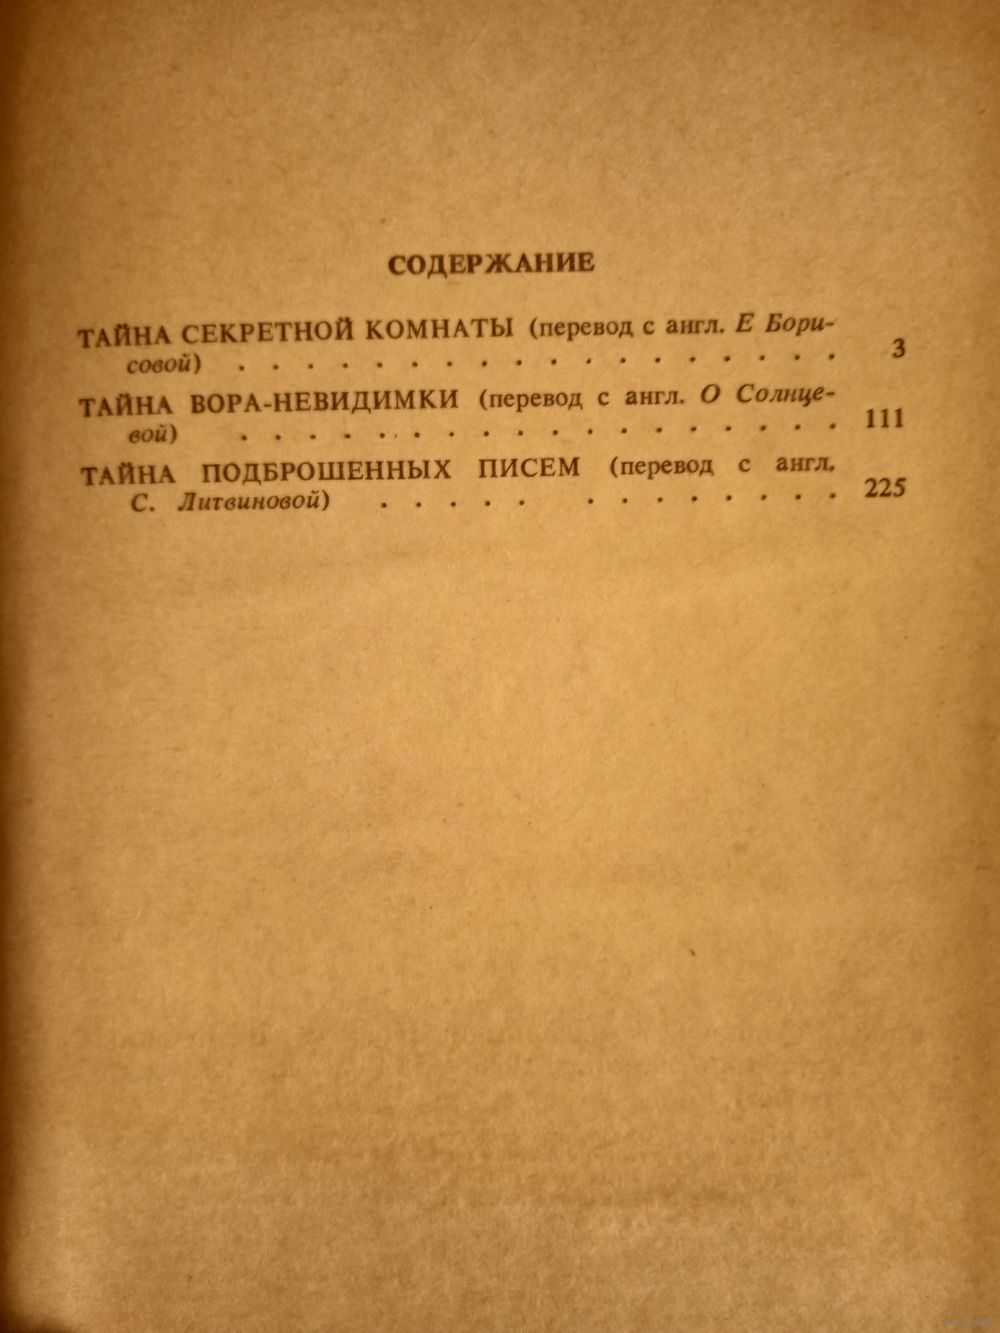 СОДЕРЖАНИЕ
ТАЙНА СЕКРЕТНОЙ КОМНАТЫ (перевод с англ. Е Бори-
совой) . . . . . . . . . . . . . . . . . . 3
ТАЙНА ВОРА-НЕВИДИМКИ (перевод с англ. О Солнце-
вой) . . . . . . . . . . . . . . . . . . 111
ТАЙНА ПОДБРОШЕННЫХ ПИСЕМ (перевод с англ.
С. Литвиновой) . . . . . . . . . . . . . 225